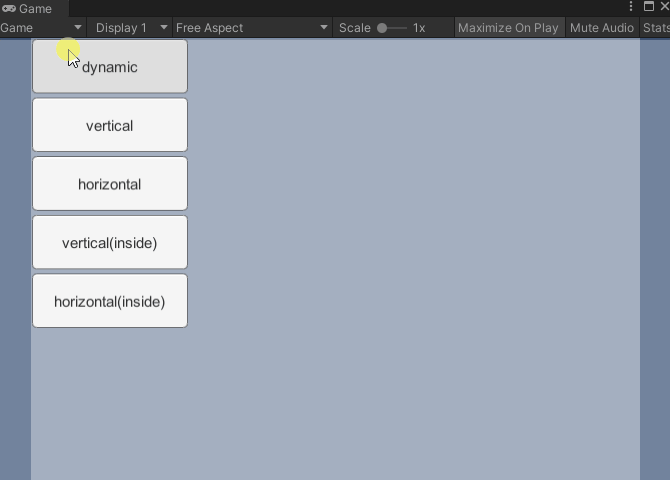 Game
Game Display 1 Free Aspect Scale 1x Maximize On Play Mute Audio Stats
dynamic
vertical
horizontal
vertical(inside)
horizontal(inside)